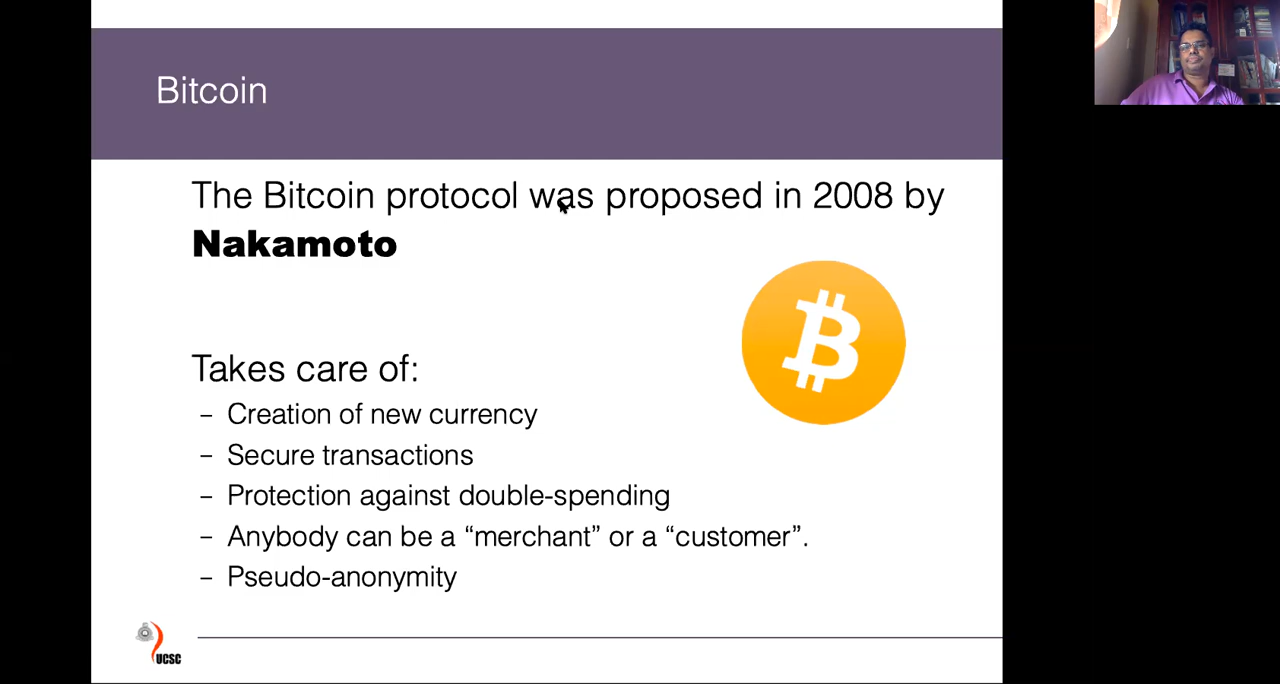 Bitcoin
The Bitcoin protocol was proposed in 2008 by
Nakamoto
Takes care of:
– Creation of new currency
– Secure transactions
– Protection against double-spending
– Anybody can be a “merchant” or a “customer”.
– Pseudo-anonymity
UCSC